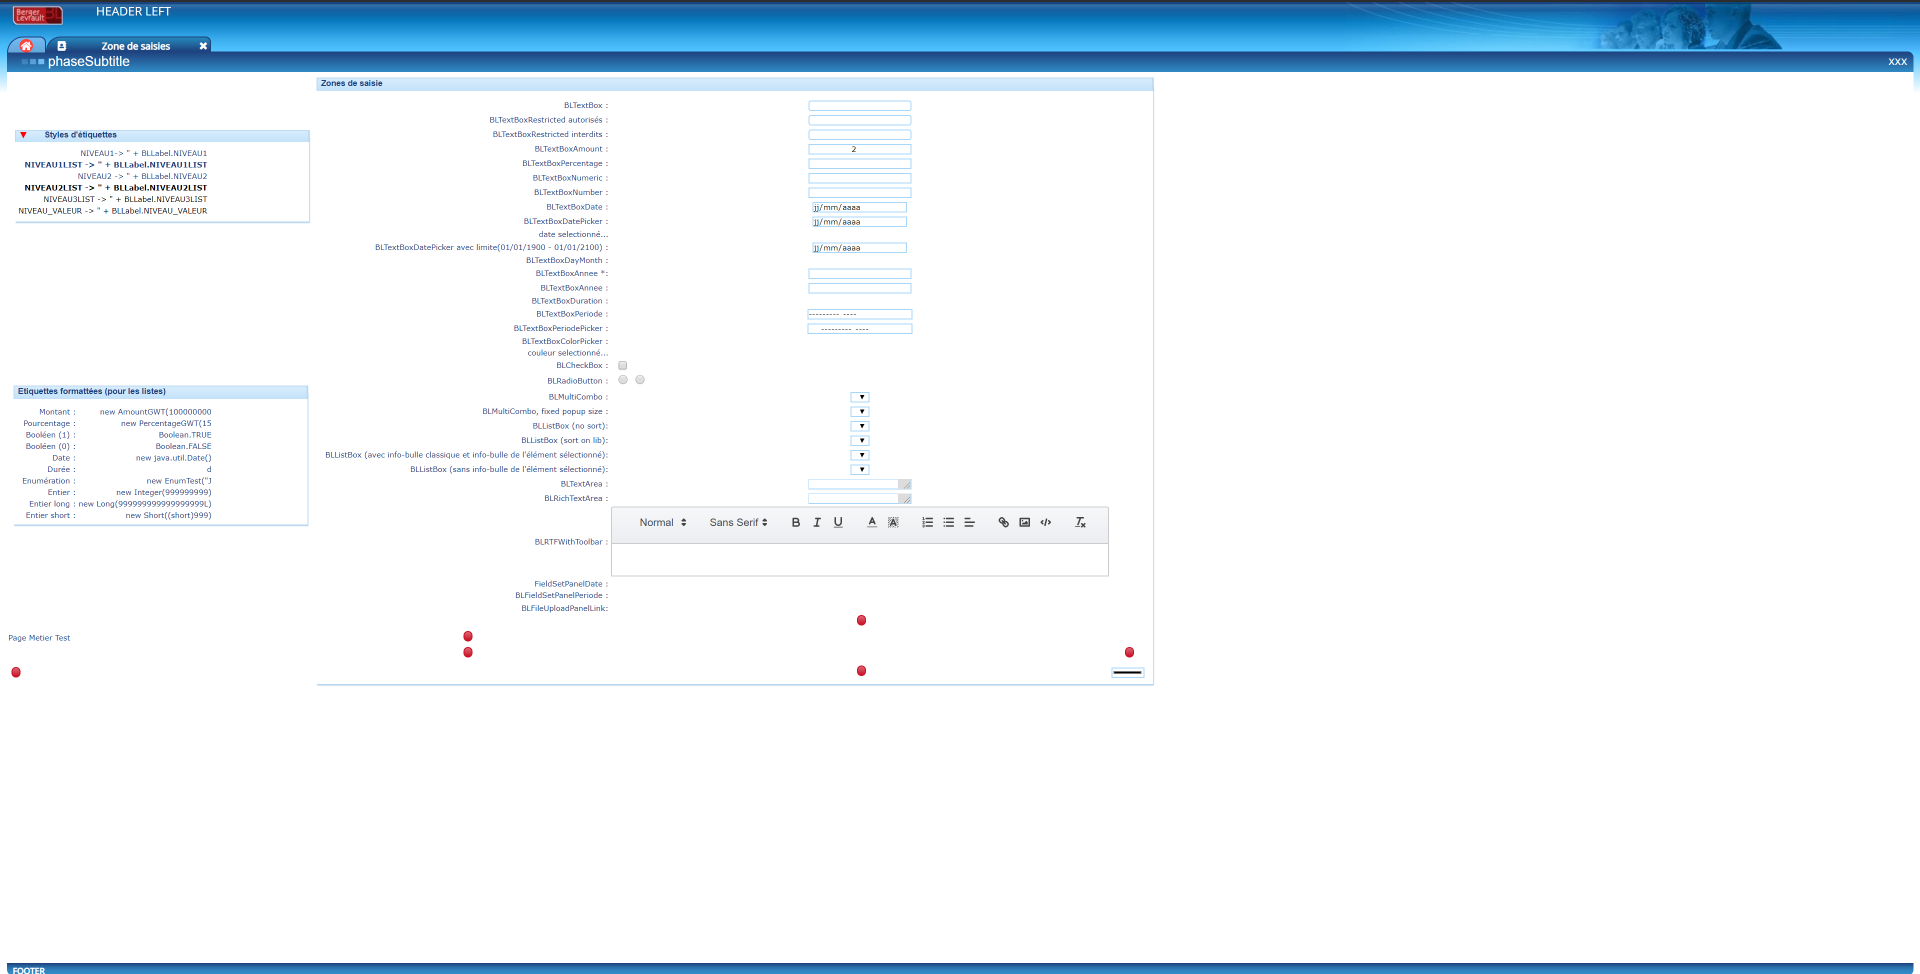 Berger
Levrault
HEADER LEFT
Zone de saisies
phaseSubtitle
XXX
Styles d'étiquettes
NIVEAU1-> " + BLLabel.NIVEAU1
NIVEAU1LIST -> " + BLLabel.NIVEAU1LIST
NIVEAU2 -> " + BLLabel.NIVEAU2
NIVEAU2LIST -> " + BLLabel.NIVEAU2LIST
NIVEAU3LIST -> " + BLLabel.NIVEAU3LIST
NIVEAU_VALEUR -> " + BLLabel.NIVEAU_VALEUR
Etiquettes formattées (pour les listes)
Montant : new AmountGWT(100000000
Pourcentage : new PercentageGWT(15
Booléen (1) : Boolean.TRUE
Booléen (0) : Boolean.FALSE
Date : new java.util.Date()
Durée : d
Enumération : new EnumTest("J
Entier : new Integer(999999999)
Entier long : new Long(999999999999999999L)
Entier short : new Short((short)999)
Page Metier Test
Zones de saisie
BLTextBox :
BLTextBoxRestricted autorisés :
BLTextBoxRestricted interdits :
BLTextBoxAmount : 2
BLTextBoxPercentage :
BLTextBoxNumeric :
BLTextBoxNumber :
BLTextBoxDate : jj/mm/aaaa
BLTextBoxDatePicker : jj/mm/aaaa
date selectionné...
BLTextBoxDatePicker avec limite(01/01/1900 - 01/01/2100) : jj/mm/aaaa
BLTextBoxDayMonth :
BLTextBoxAnnee *:
BLTextBoxAnnee :
BLTextBoxDuration :
BLTextBoxPeriode : --------- ----
BLTextBoxPeriodePicker : --------- ----
BLTextBoxColorPicker :
couleur selectionné...
BLCheckBox :
BLRadioButton :
BLMultiCombo :
BLMultiCombo, fixed popup size :
BLListBox (no sort):
BLListBox (sort on lib):
BLListBox (avec info-bulle classique et info-bulle de l'élément sélectionné):
BLListBox (sans info-bulle de l'élément sélectionné):
BLTextArea :
BLRichTextArea :
Normal Sans Serif B I U A A
BLRTFWithToolbar :
FieldSetPanelDate :
BLFieldSetPanelPeriode :
BLFileUploadPanelLink:
FOOTER